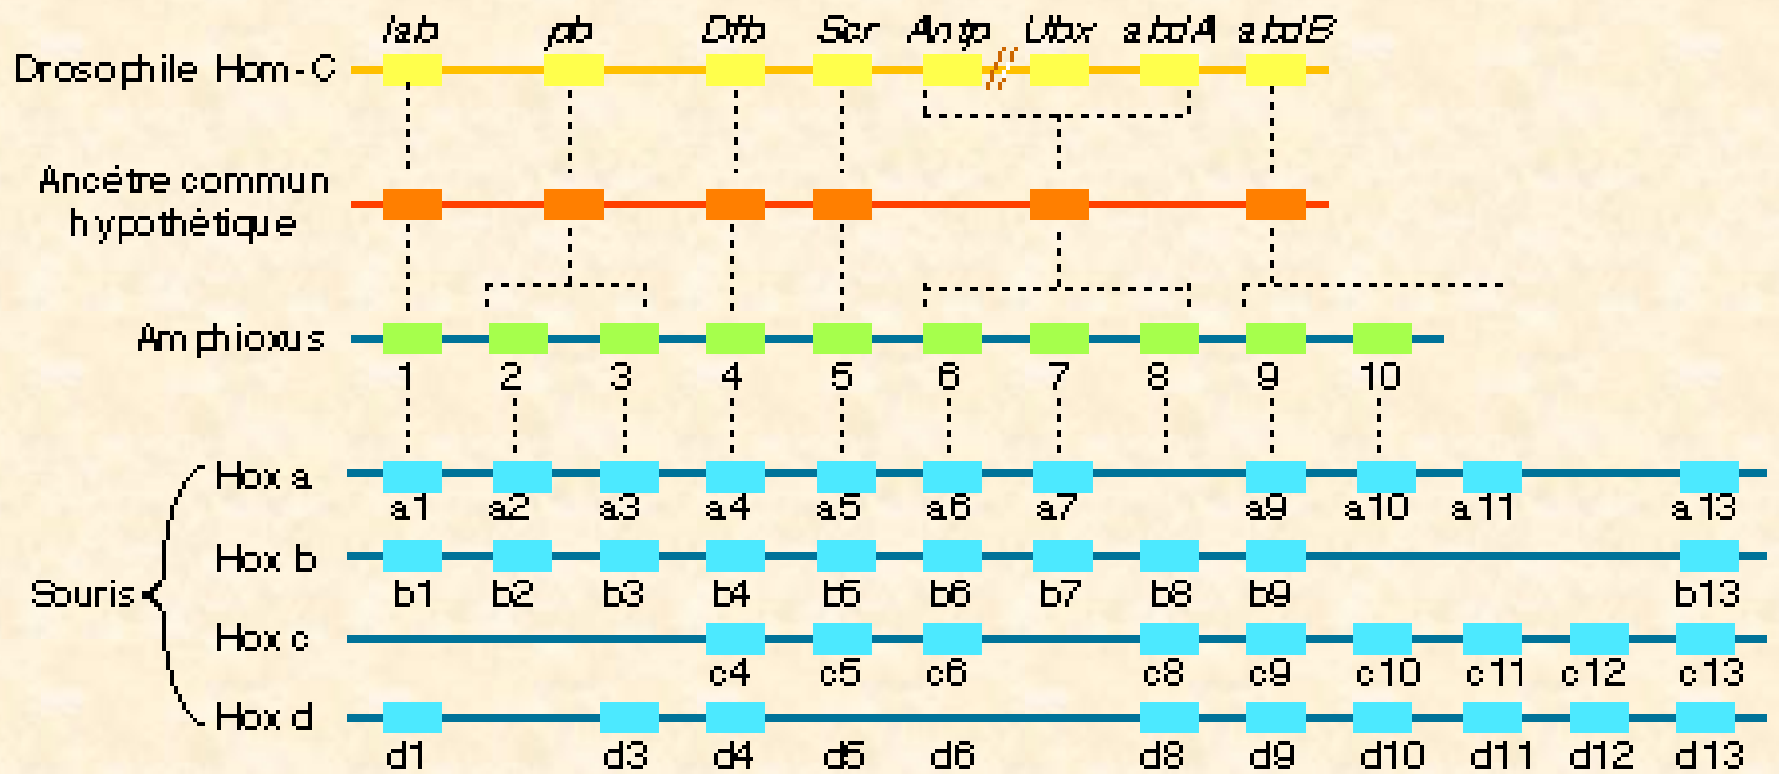 lab pb Dfb Scr Antp Ubx abdA abdB
Drosophile Hom-C
Ancêtre commun
hypothétique
Amphioxus
1 2 3 4 5 6 7 8 9 10
Hox a
a1 a2 a3 a4 a5 a6 a7 a9 a10 a11 a13
Hox b
b1 b2 b3 b4 b5 b6 b7 b8 b9 b13
Souris
Hox c
c4 c5 c6 c8 c9 c10 c11 c12 c13
Hox d
d1 d3 d4 d5 d6 d8 d9 d10 d11 d12 d13